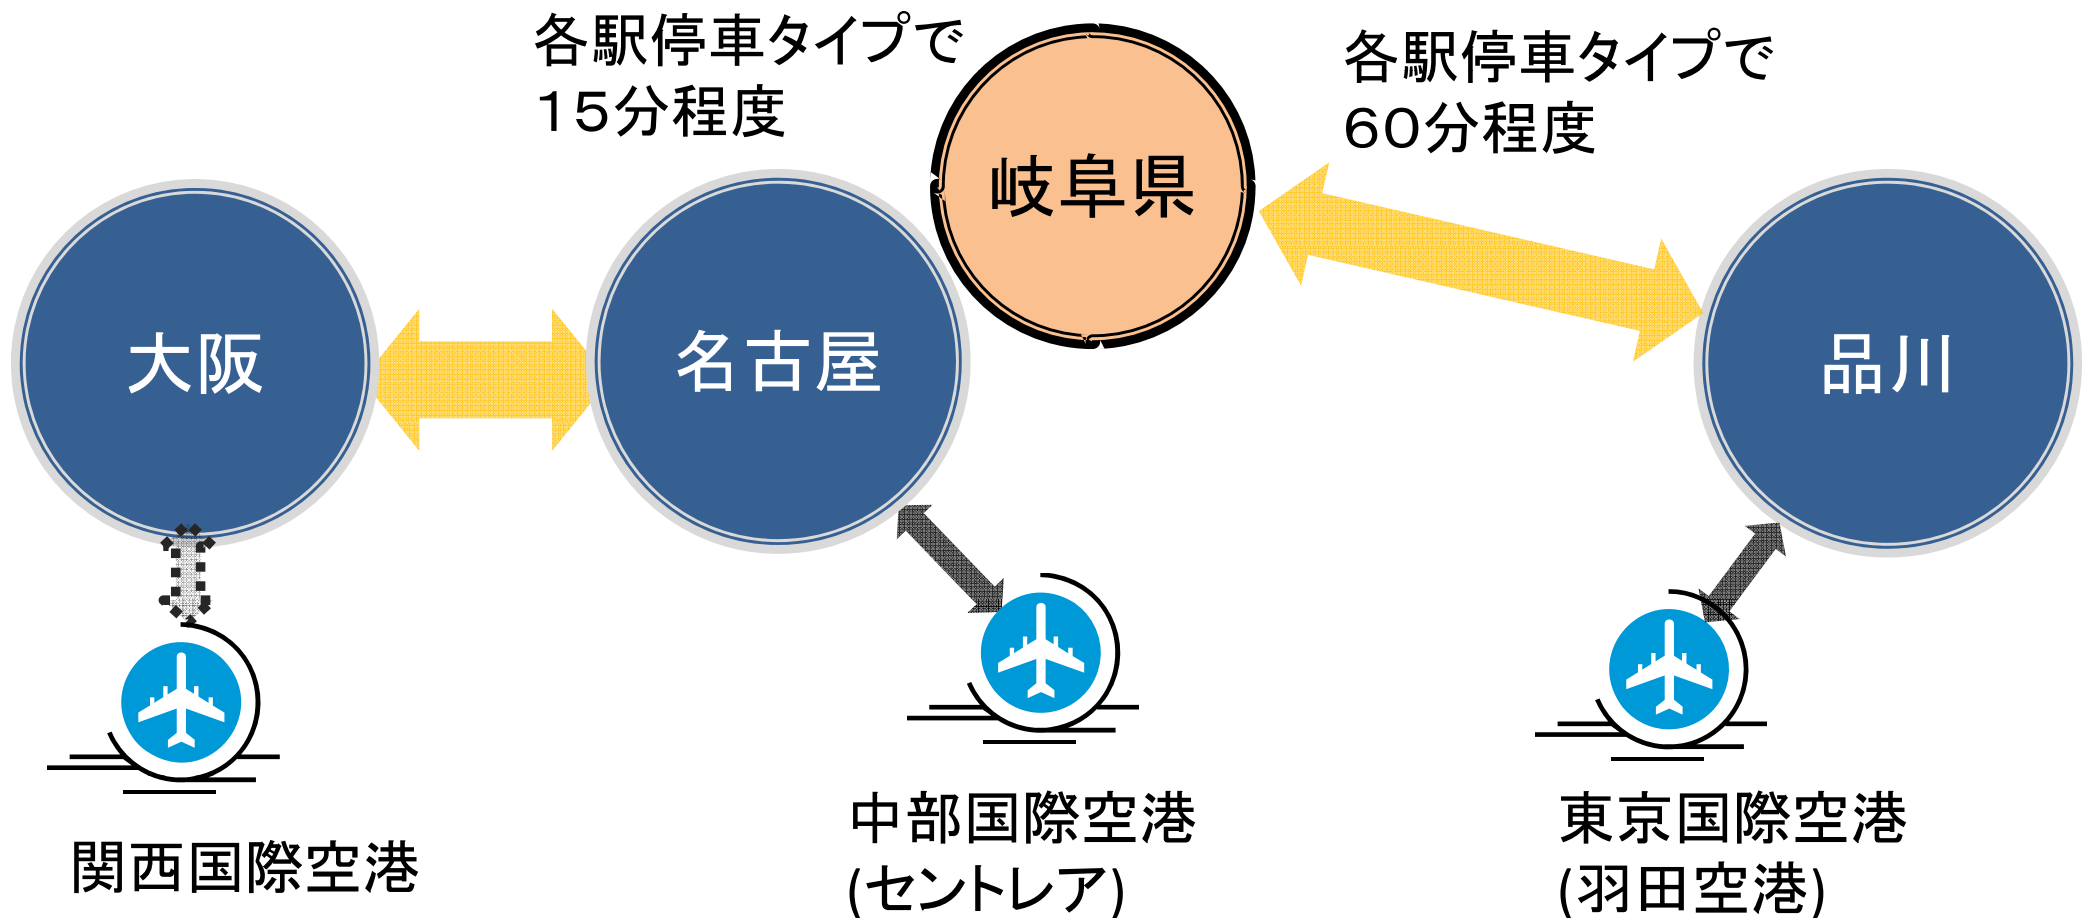 各駅停車タイプで
15分程度
各駅停車タイプで
60分程度
岐阜県
大阪
名古屋
品川
関西国際空港
中部国際空港
(セントレア)
東京国際空港
(羽田空港)